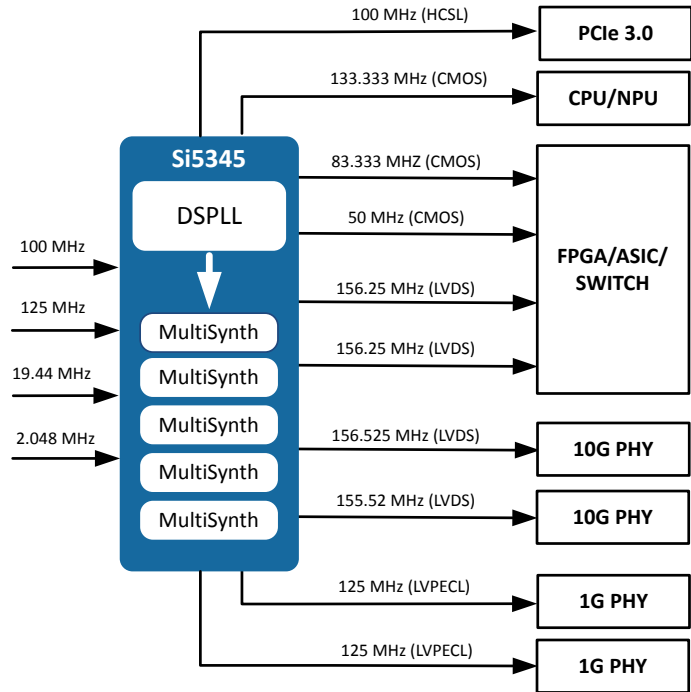 100 MHz (HCSL)
PCIe 3.0
133.333 MHz (CMOS)
CPU/NPU
Si5345
DSPLL
MultiSynth
MultiSynth
MultiSynth
MultiSynth
MultiSynth
100 MHz
125 MHz
19.44 MHz
2.048 MHz
83.333 MHZ (CMOS)
50 MHz (CMOS)
156.25 MHz (LVDS)
156.25 MHz (LVDS)
FPGA/ASIC/
SWITCH
156.525 MHz (LVDS)
10G PHY
155.52 MHz (LVDS)
10G PHY
125 MHz (LVPECL)
1G PHY
125 MHz (LVPECL)
1G PHY